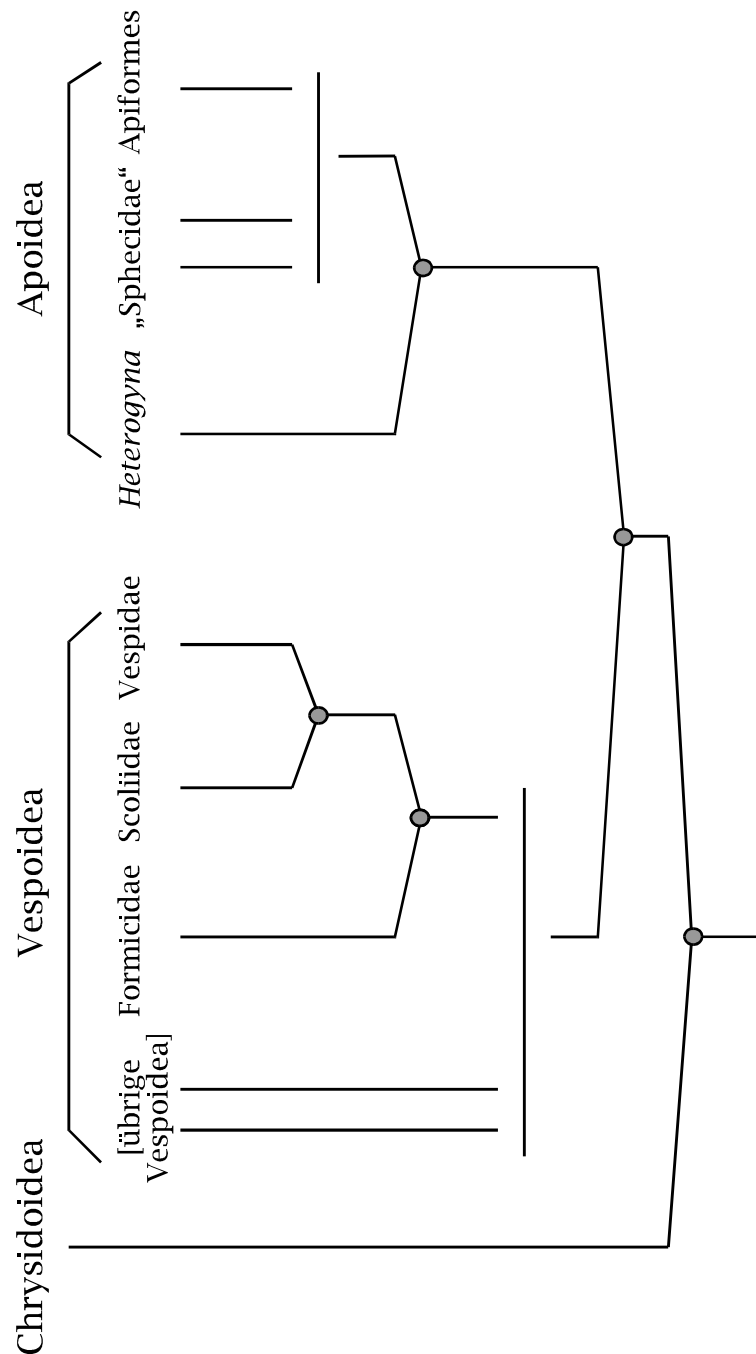 Chrysidoidea
Vespoidea
Apoidea
[übrige
Vespoidea]
Formicidae
Scoliidae
Vespidae
Heterogyna
„Sphecidae“
Apiformes